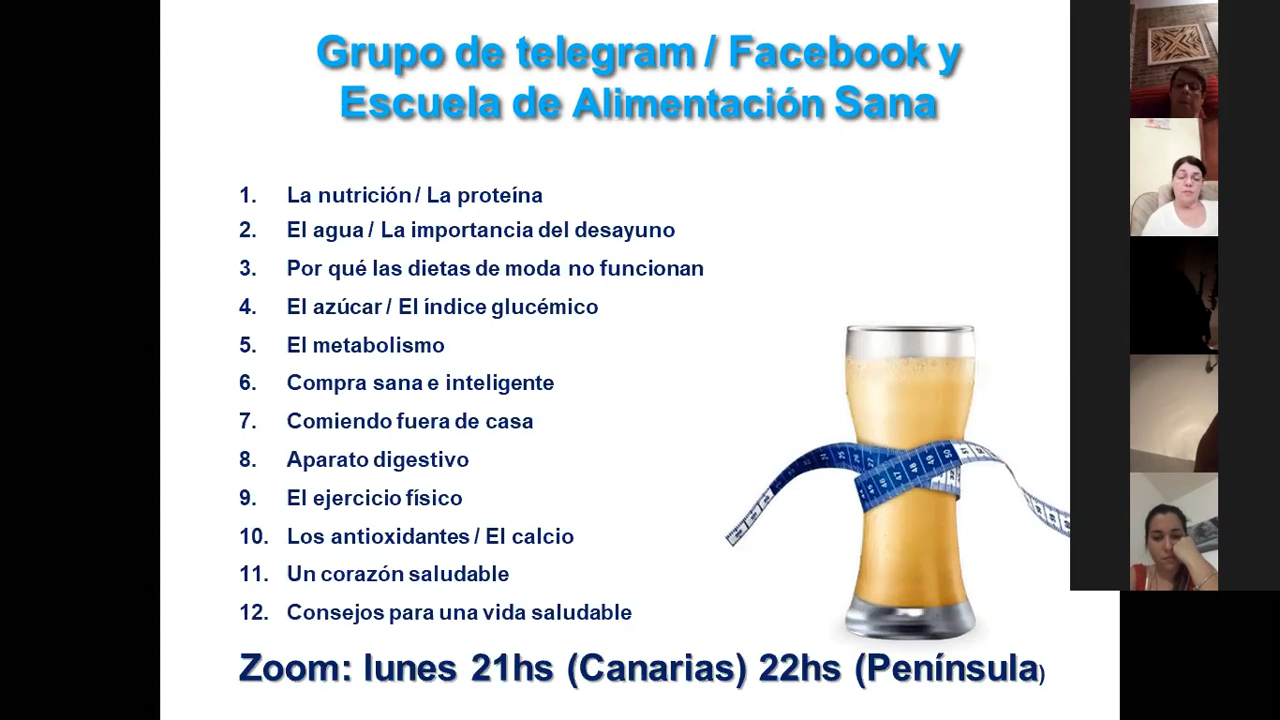 Grupo de telegram / Facebook y
Escuela de Alimentación Sana
1. La nutrición / La proteína
2. El agua / La importancia del desayuno
3. Por qué las dietas de moda no funcionan
4. El azúcar / El índice glucémico
5. El metabolismo
6. Compra sana e inteligente
7. Comiendo fuera de casa
8. Aparato digestivo
9. El ejercicio físico
10. Los antioxidantes / El calcio
11. Un corazón saludable
12. Consejos para una vida saludable
Zoom: lunes 21hs (Canarias) 22hs (Península)